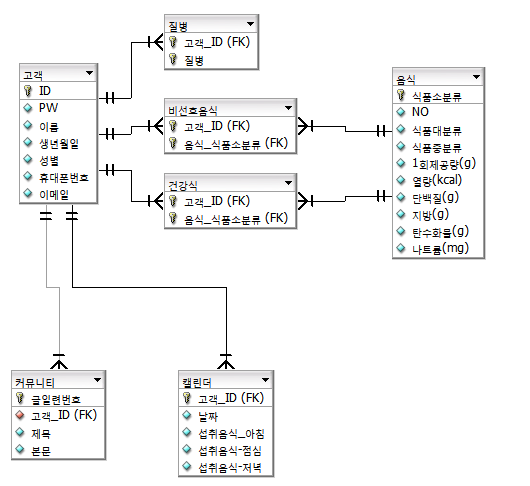 질병
고객_ID (FK)
질병
고객
ID
PW
이름
생년월일
성별
휴대폰번호
이메일
비선호음식
고객_ID (FK)
음식_식품소분류 (FK)
건강식
고객_ID (FK)
음식_식품소분류 (FK)
음식
식품소분류
NO
식품대분류
식품중분류
1회제공량(g)
열량(kcal)
단백질(g)
지방(g)
탄수화물(g)
나트륨(mg)
커뮤니티
글일련번호
고객_ID (FK)
제목
본문
캘린더
고객_ID (FK)
날짜
섭취음식_아침
섭취음식-점심
섭취음식-저녁